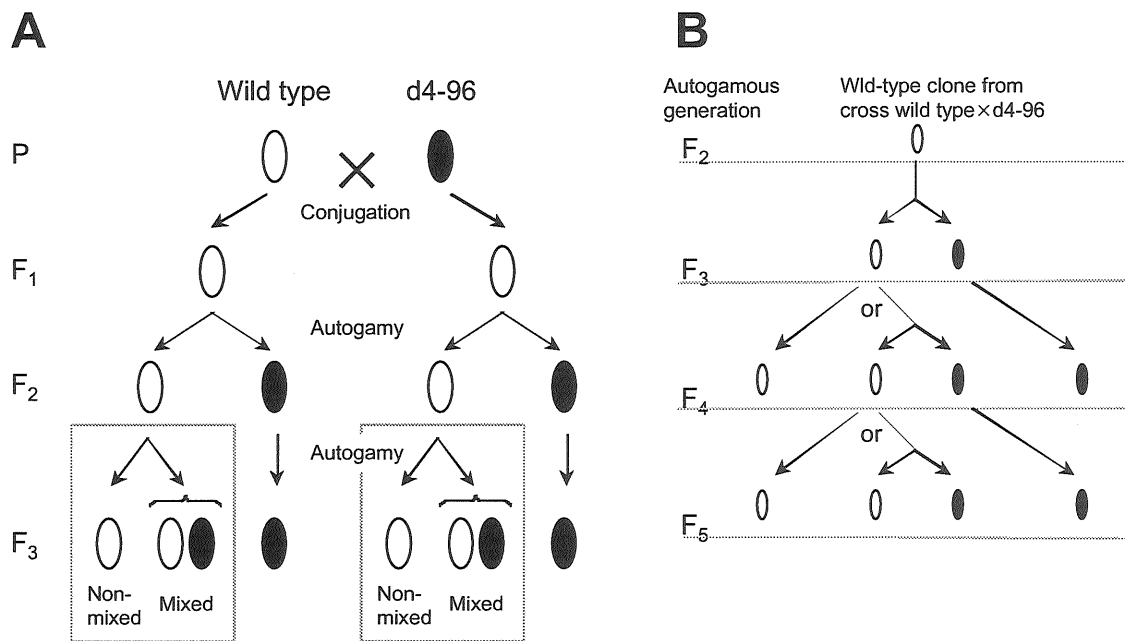 A
Wild type
d4-96
P
Conjugation
F1
Autogamy
F2
Autogamy
F3
Non-
mixed
Mixed
Non-
mixed
Mixed
B
Autogamous
generation
Wld-type clone from
cross wild type×d4-96
F2
F3
or
F4
or
F5